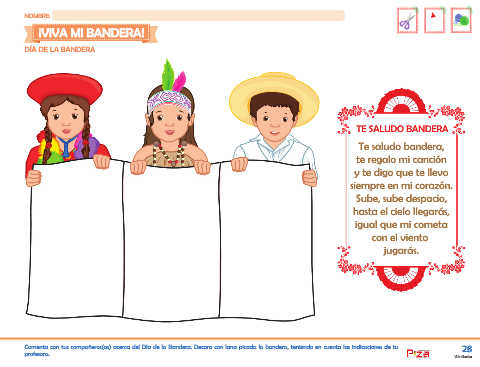 NOMBRE:
¡VIVA MI BANDERA!
DÍA DE LA BANDERA
TE SALUDO BANDERA
Te saludo bandera,
te regalo mi canción
y te digo que te llevo
siempre en mi corazón.
Sube, sube despacio,
hasta el cielo llegarás,
igual que mi cometa
con el viento
jugarás.
Comenta con tus compañeros(as) acerca del Día de la Bandera. Decora con lana picada la bandera, teniendo en cuenta las indicaciones de tu
profesora.
28